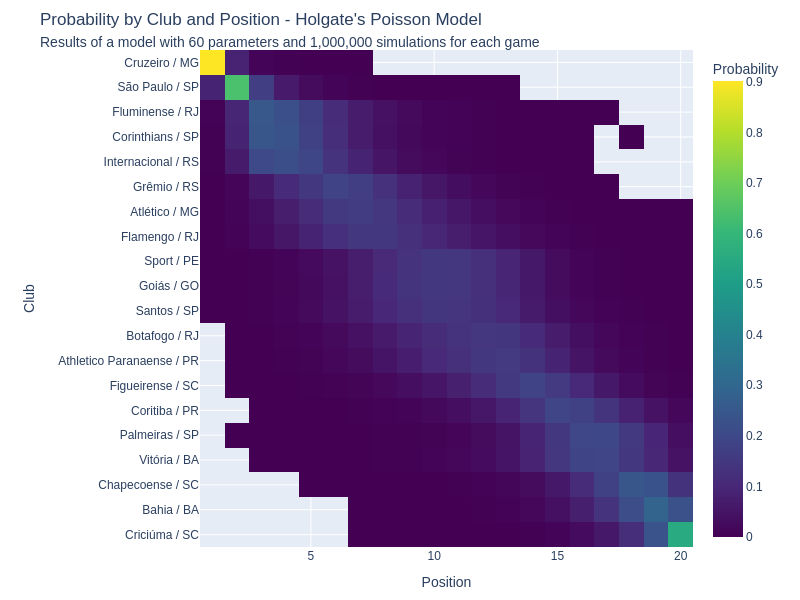 Probability by Club and Position - Holgate's Poisson Model
Results of a model with 60 parameters and 1,000,000 simulations for each game
Probability
Club
Cruzeiro / MG
São Paulo / SP
Fluminense / RJ
Corinthians / SP
Internacional / RS
Grêmio / RS
Atlético / MG
Flamengo / RJ
Sport / PE
Goiás / GO
Santos / SP
Botafogo / RJ
Athletico Paranaense / PR
Figueirense / SC
Coritiba / PR
Palmeiras / SP
Vitória / BA
Chapecoense / SC
Bahia / BA
Criciúma / SC
0.9
0.8
0.7
0.6
0.5
0.4
0.3
0.2
0.1
0
5
10
15
20
Position